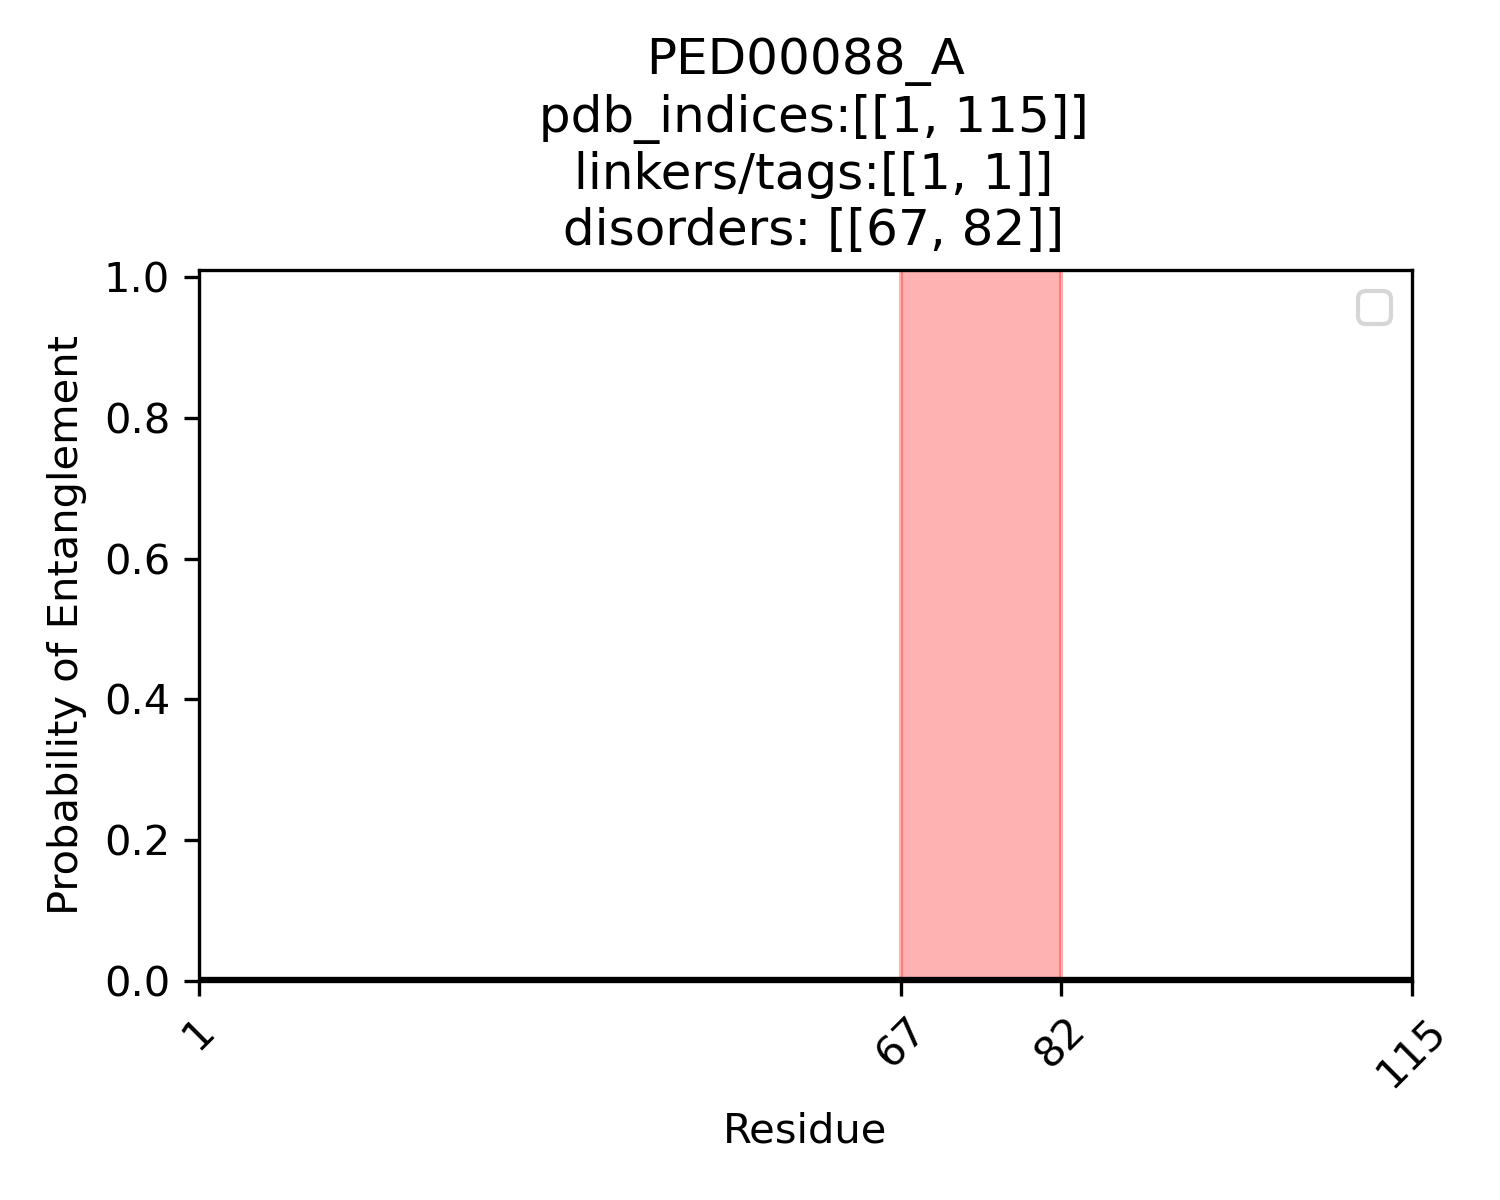 PED00088_A
pdb_indices:[[1, 115]]
linkers/tags:[[1, 1]]
disorders: [[67, 82]]
1.0
0.8
0.6
0.4
0.2
0.0
Probability of Entanglement
1
67
82
115
Residue